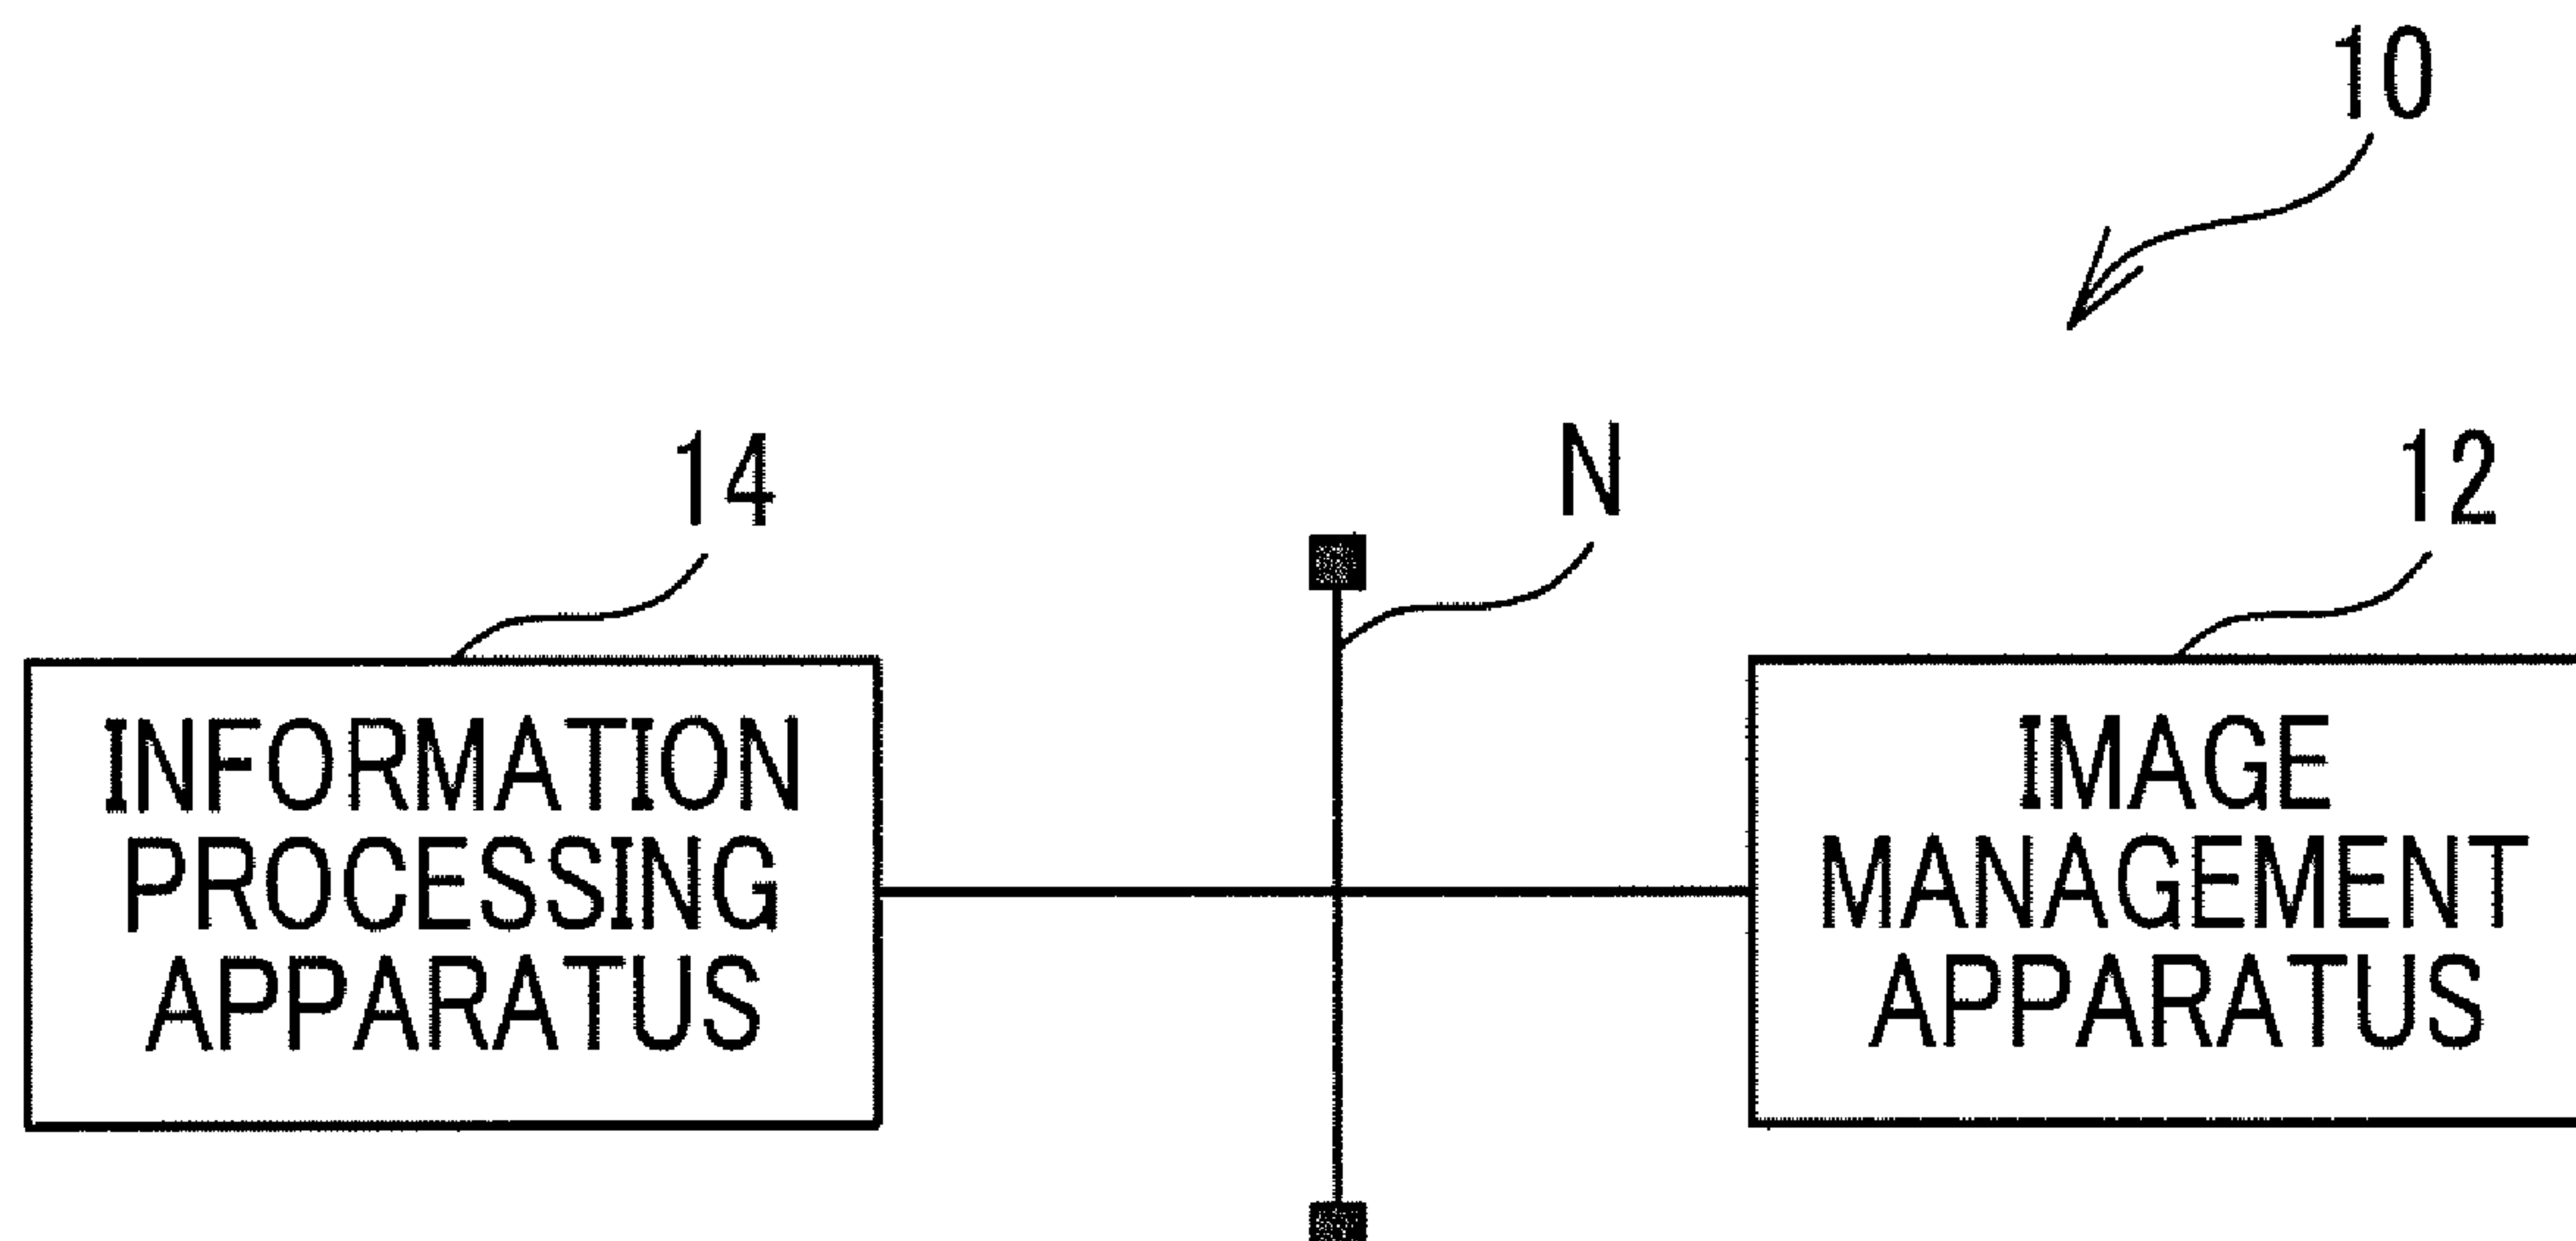 10
14
N
12
INFORMATION
PROCESSING
APPARATUS
IMAGE
MANAGEMENT
APPARATUS